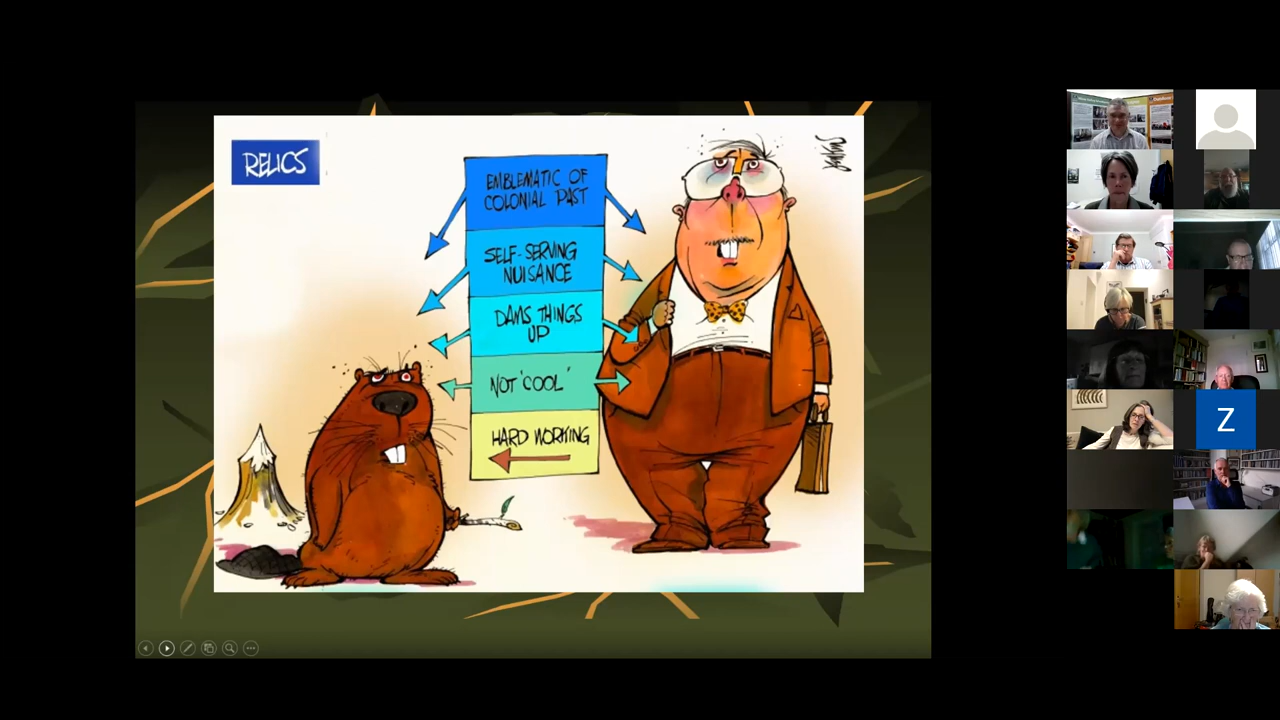 RELICS
EMBLEMATIC OF
COLONIAL PAST
SELF-SERVING
NUISANCE
DAMS THINGS
UP
NOT 'COOL'
HARD WORKING
Z